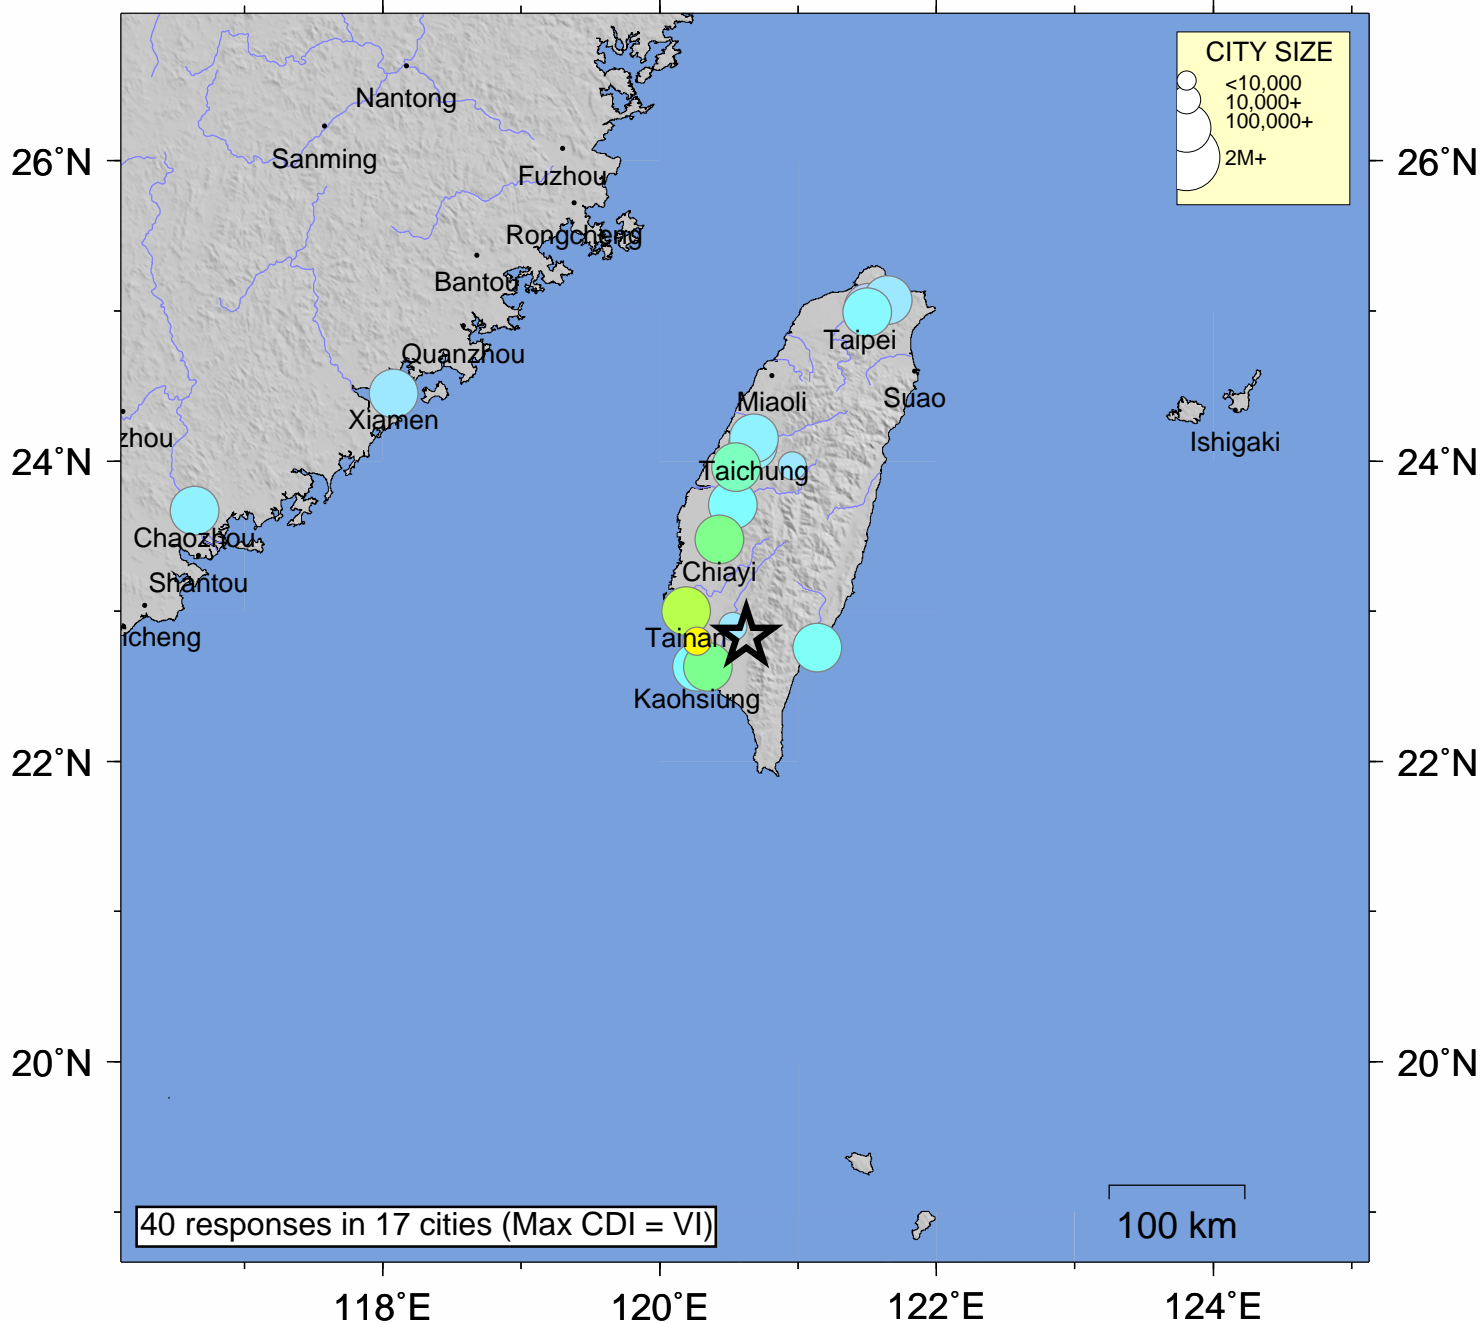 CITY SIZE
<10,000
10,000+
100,000+
2M+
Nantong
Sanming
26°N
26°N
Fuzhou
Rongcheng
Bantou
Taipei
Quanzhou
Miaoli
Suao
Xiamen
zhou
Ishigaki
24°N
Taichung
24°N
Chaozhou
Chiayi
Shantou
icheng
Tainan
Kaohsiung
22°N
22°N
20°N
20°N
40 responses in 17 cities (Max CDI = VI)
100 km
118°E
120°E
122°E
124°E